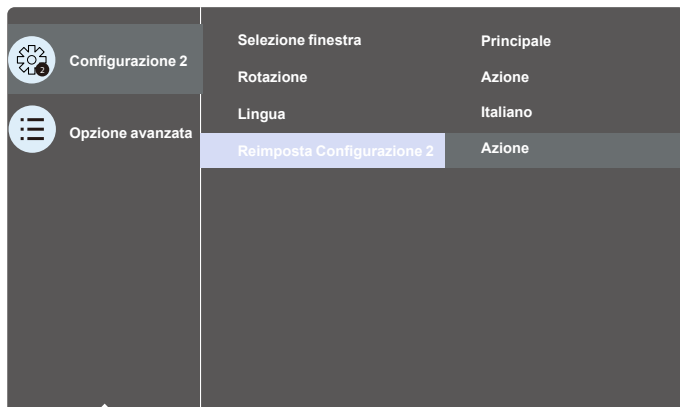 Selezione finestra Principale
2 Configurazione 2
Rotazione Azione
Lingua Italiano
Opzione avanzata
Reimposta Configurazione 2 Azione